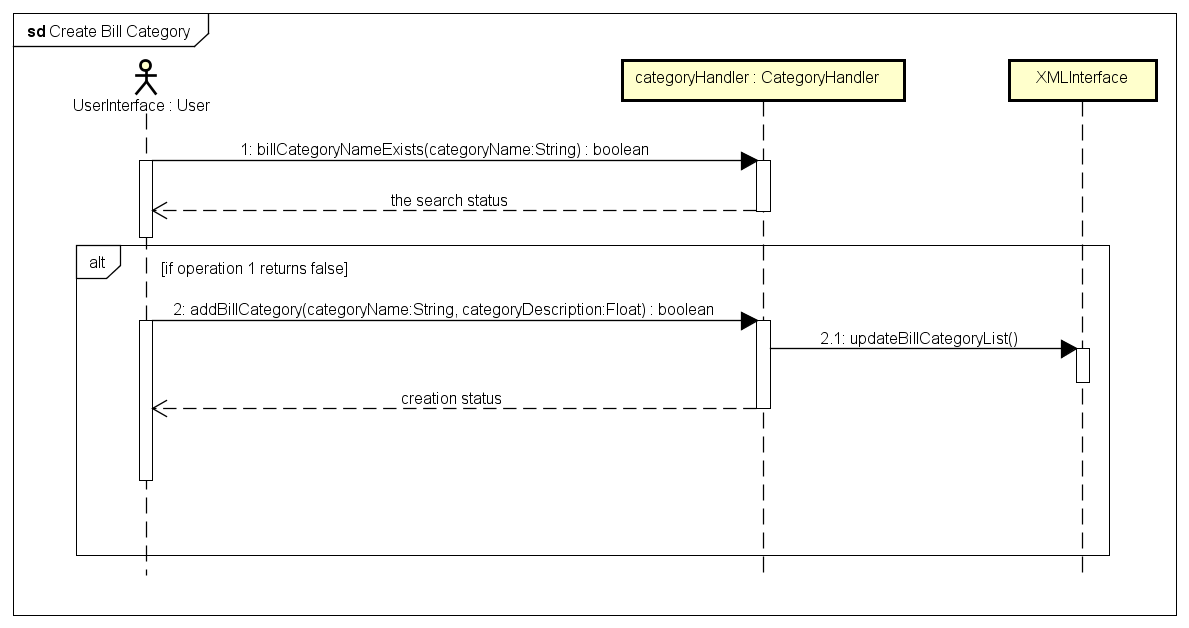 sd Create Bill Category
categoryHandler : CategoryHandler
XMLInterface
UserInterface : User
1: billCategoryNameExists(categoryName:String) : boolean
the search status
alt
[if operation 1 returns false]
2: addBillCategory(categoryName:String, categoryDescription:Float) : boolean
2.1: updateBillCategoryList()
creation status